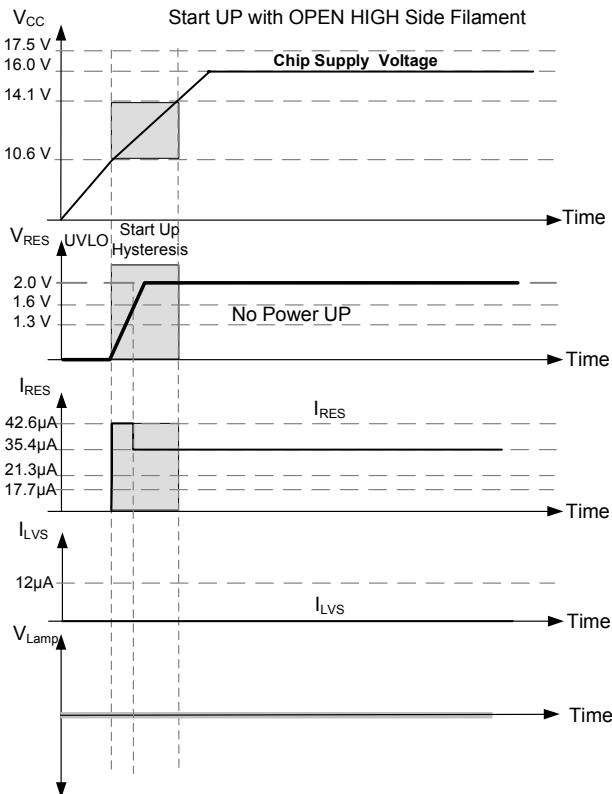 Start UP with OPEN HIGH Side Filament
VCC
17.5 V
16.0 V
Chip Supply Voltage
14.1 V
10.6 V
Time
VRES
UVLO
Start Up
Hysteresis
2.0 V
1.6 V
1.3 V
No Power UP
Time
IRES
IRES
42.6µA
35.4µA
21.3µA
17.7µA
Time
ILVS
12µA
ILVS
Time
VLamp
Time